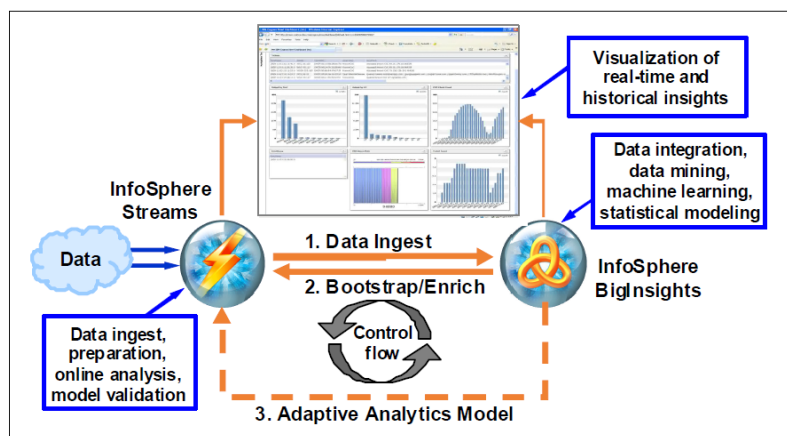 Visualization of
real-time and
historical insights
Data integration,
data mining,
machine learning,
statistical modeling
InfoSphere
Streams
Data
1. Data Ingest
2. Bootstrap/Enrich
InfoSphere
BigInsights
Control
flow
Data ingest,
preparation,
online analysis,
model validation
3. Adaptive Analytics Model